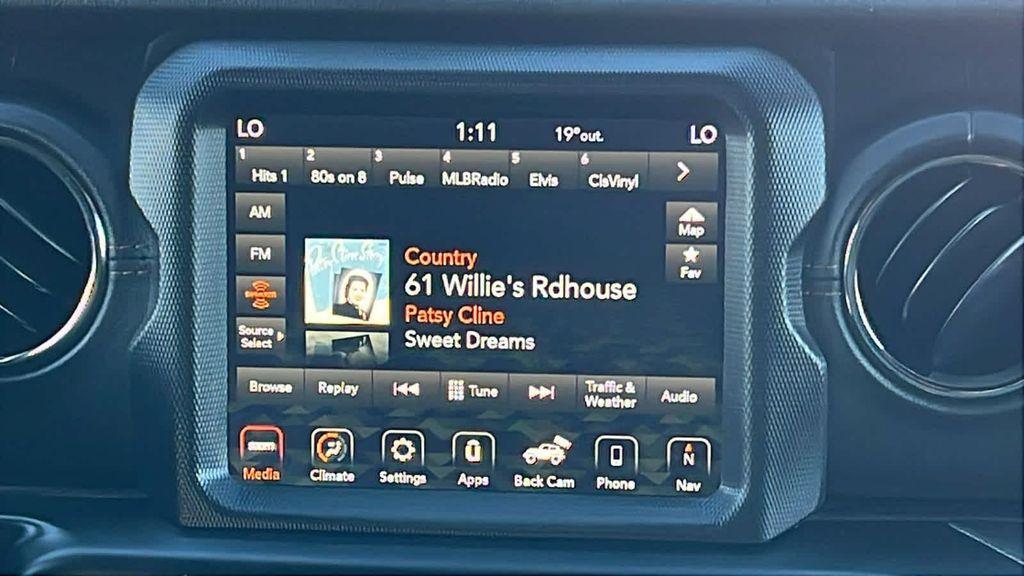 LO 1:11 19°out. LO
1 Hits 1 2 80s on 8 3 Pulse 4 MLBRadio 5 Elvis 6 ClsVinyl
AM
Map
FM
Fav
Country
61 Willie's Rdhouse
Patsy Cline
Sweet Dreams
Source
Select
Browse Replay Tune Traffic &
Weather Audio
Media Climate Settings Apps Back Cam Phone N Nav